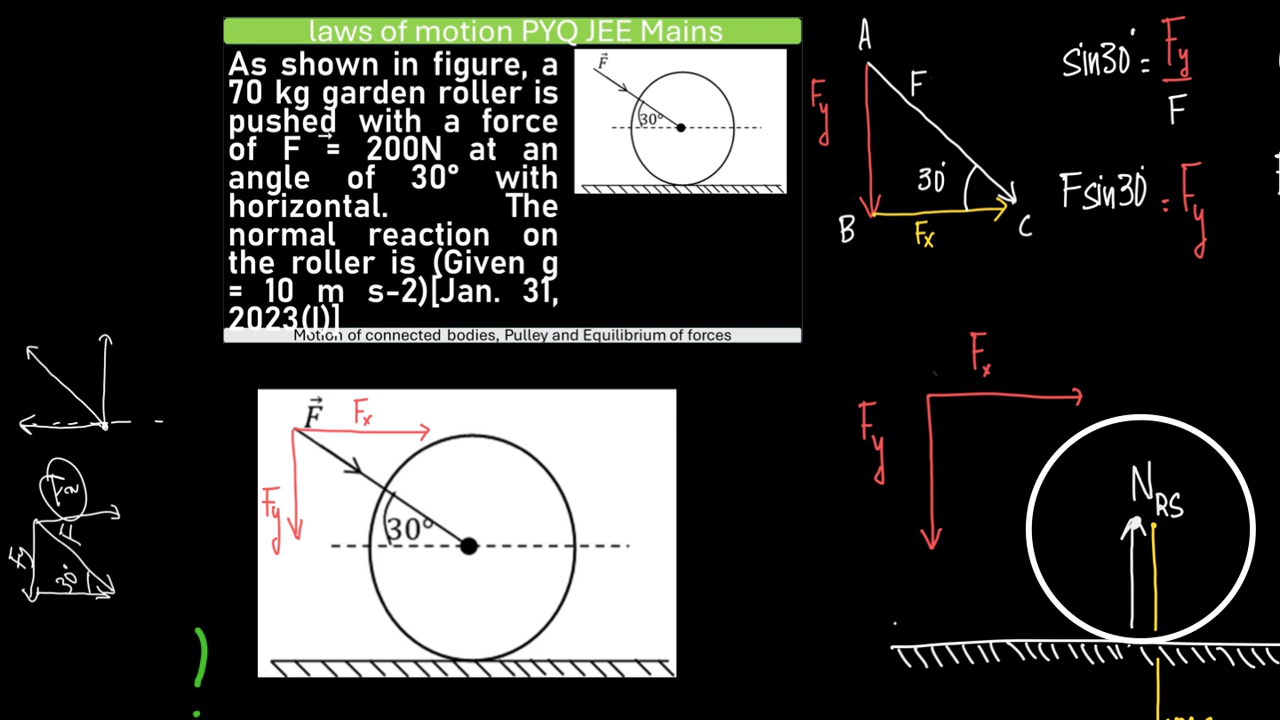 laws of motion PYQ JEE Mains
As shown in figure, a
70 kg garden roller is
pushed with a force
of F⃗ = 200N at an
angle of 30° with
horizontal. The
normal reaction on
the roller is (Given g
= 10 m s-2)[Jan. 31,
2023(I)]
Motion of connected bodies, Pulley and Equilibrium of forces
F⃗
30°
A
F
Fy
30°
B
Fx
C
sin30° = Fy
F
Fsin30° = Fy
F⃗
Fx
Fy
30°
Fx
Fy
N RS
F
Fy
30°